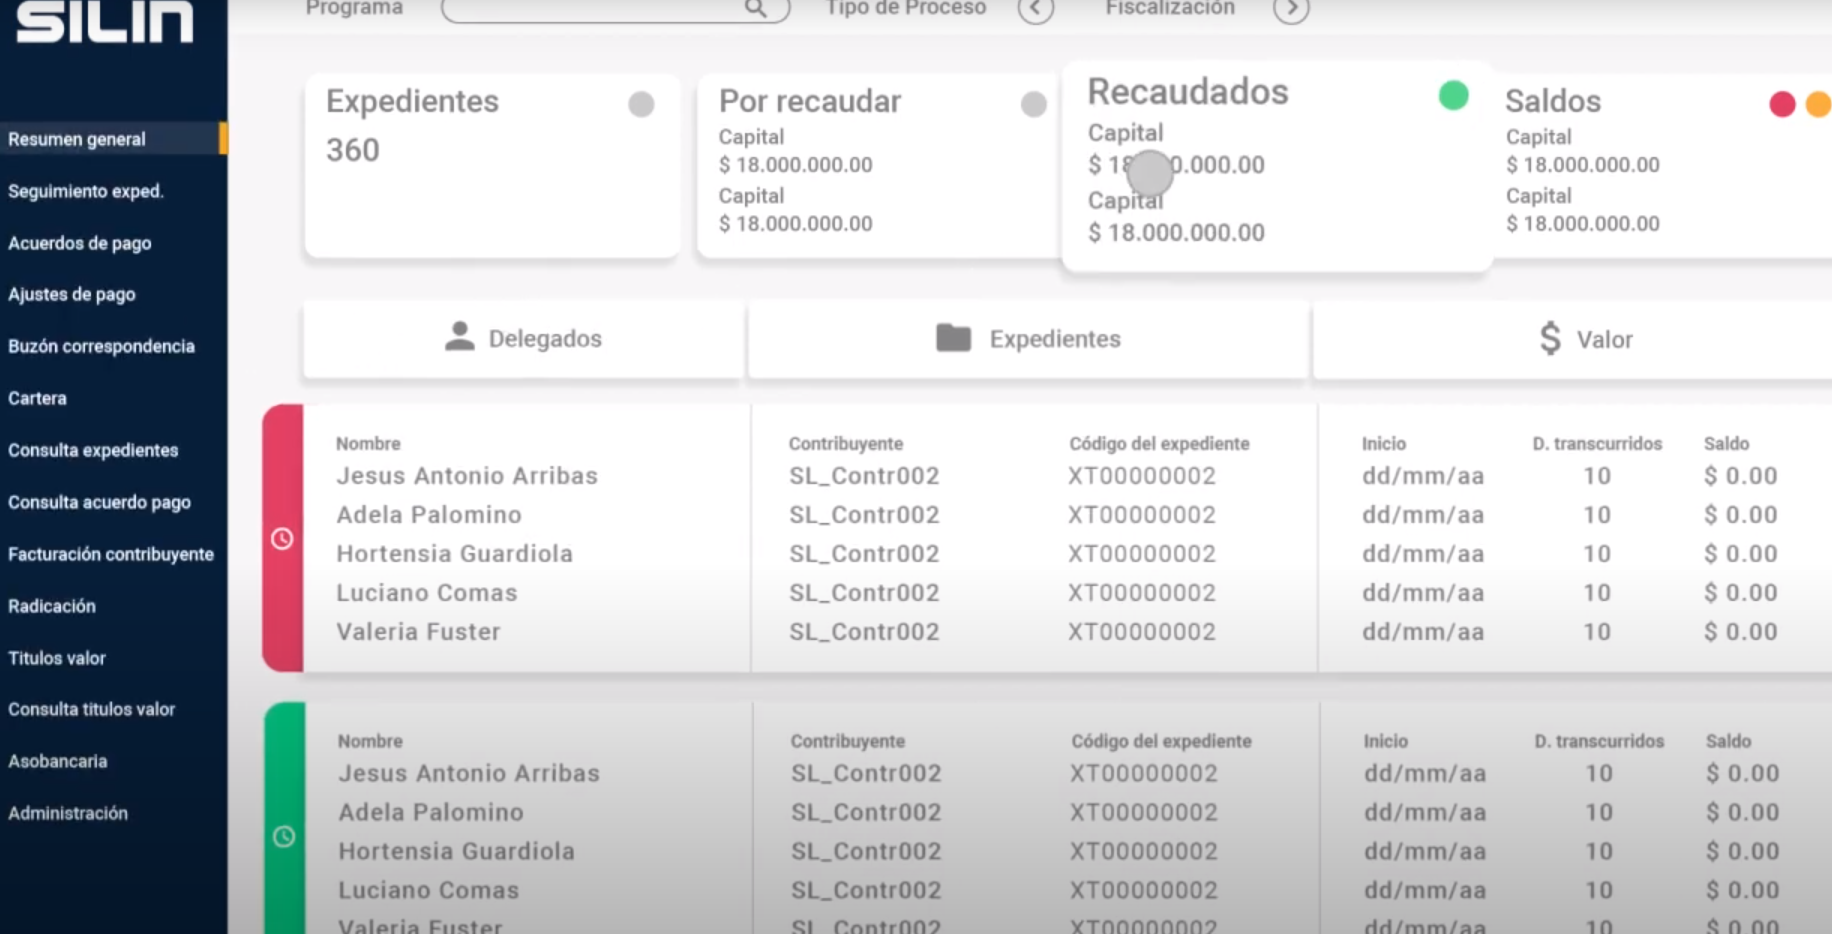 SILIN
Programa
Tipo de Proceso
Fiscalización
Resumen general
Seguimiento exped.
Acuerdos de pago
Ajustes de pago
Buzón correspondencia
Cartera
Consulta expedientes
Consulta acuerdo pago
Facturación contribuyente
Radicación
Titulos valor
Consulta titulos valor
Asobancaria
Administración
Expedientes
360
Por recaudar
Capital
$ 18.000.000.00
Capital
$ 18.000.000.00
Recaudados
Capital
$ 18 0.000.00
Capital
$ 18.000.000.00
Saldos
Capital
$ 18.000.000.00
Capital
$ 18.000.000.00
Delegados Expedientes $ Valor
Nombre Contribuyente Código del expediente Inicio D. transcurridos Saldo
Jesus Antonio Arribas SL_Contr002 XT00000002 dd/mm/aa 10 $ 0.00
Adela Palomino SL_Contr002 XT00000002 dd/mm/aa 10 $ 0.00
Hortensia Guardiola SL_Contr002 XT00000002 dd/mm/aa 10 $ 0.00
Luciano Comas SL_Contr002 XT00000002 dd/mm/aa 10 $ 0.00
Valeria Fuster SL_Contr002 XT00000002 dd/mm/aa 10 $ 0.00
Nombre Contribuyente Código del expediente Inicio D. transcurridos Saldo
Jesus Antonio Arribas SL_Contr002 XT00000002 dd/mm/aa 10 $ 0.00
Adela Palomino SL_Contr002 XT00000002 dd/mm/aa 10 $ 0.00
Hortensia Guardiola SL_Contr002 XT00000002 dd/mm/aa 10 $ 0.00
Luciano Comas SL_Contr002 XT00000002 dd/mm/aa 10 $ 0.00
Valeria Fuster SL_Contr002 XT00000002 dd/mm/aa 10 $ 0.00